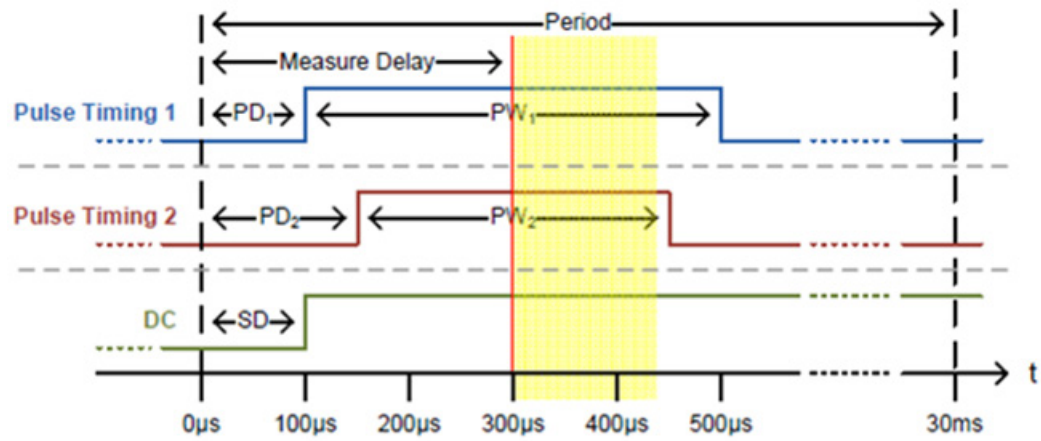 Period
Measure Delay
Pulse Timing 1
PD₁
PW₁
Pulse Timing 2
PD₂
PW₂
DC
SD
t
0µs 100µs 200µs 300µs 400µs 500µs 30ms